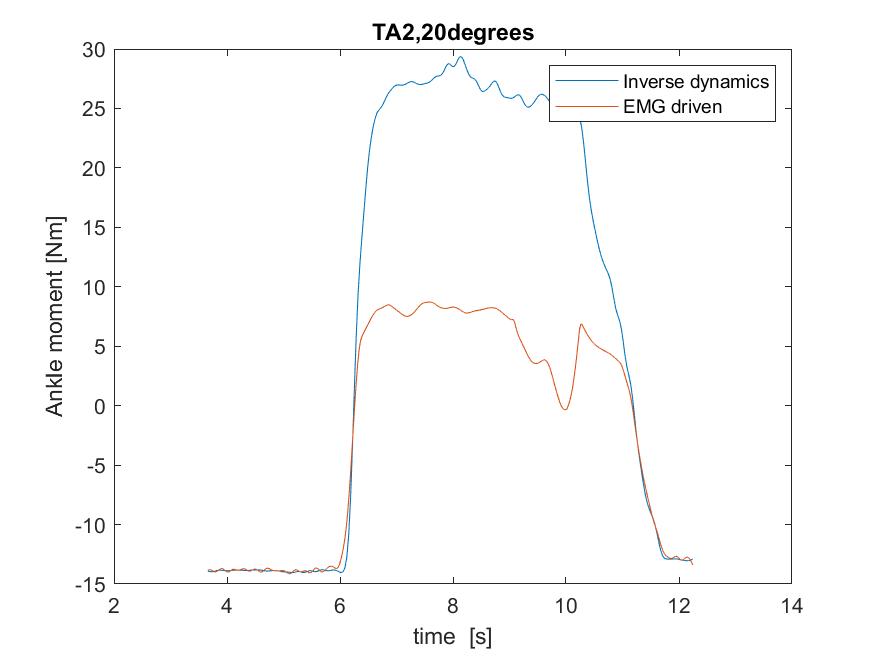 TA2,20degrees
Inverse dynamics
EMG driven
Ankle moment [Nm]
30
25
20
15
10
5
0
-5
-10
-15
2 4 6 8 10 12 14
time [s]